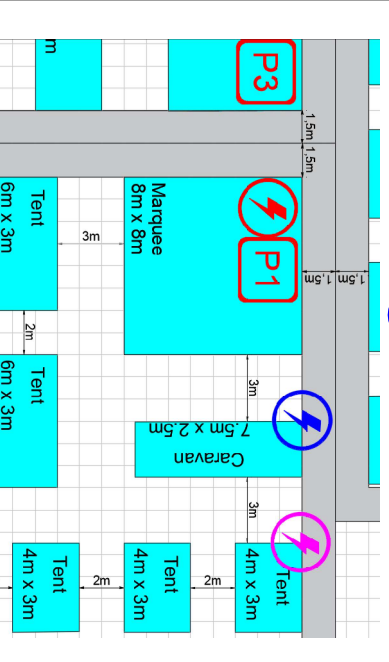 m
P3
1,5m
1,5m
Marquee
8m x 8m
Tent
6m x 3m
3m
P1
1,5m
1,5m
2m
Tent
6m x 3m
3m
7.5m x 2.5m
Caravan
3m
Tent
4m x 3m
2m
Tent
4m x 3m
2m
Tent
4m x 3m